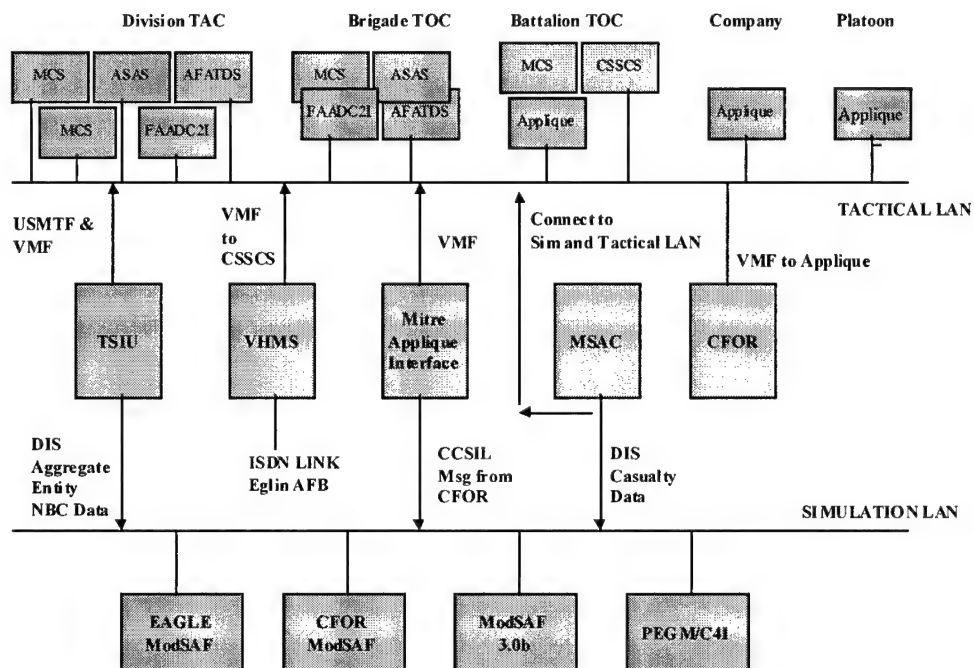 Division TAC
Brigade TOC
Battalion TOC
Company
Platoon
MCS
ASAS
AFATDS
MCS
ASAS
MCS
CSSCS
MCS
FAADC2I
FAADC2I
AFATDS
Applique
Applique
Applique
TACTICAL LAN
USMTF &
VMF
VMF
to
CSSCS
VMF
Connect to
Sim and Tactical LAN
VMF to Applique
TSIU
VHMS
Mitre
Applique
Interface
MSAC
CFOR
DIS
Aggregate
Entity
NBC Data
ISDN LINK
Eglin AFB
CCSIL
Msg from
CFOR
DIS
Casualty
Data
SIMULATION LAN
EAGLE
ModSAF
CFOR
ModSAF
ModSAF
3.0b
PEGM/C4I